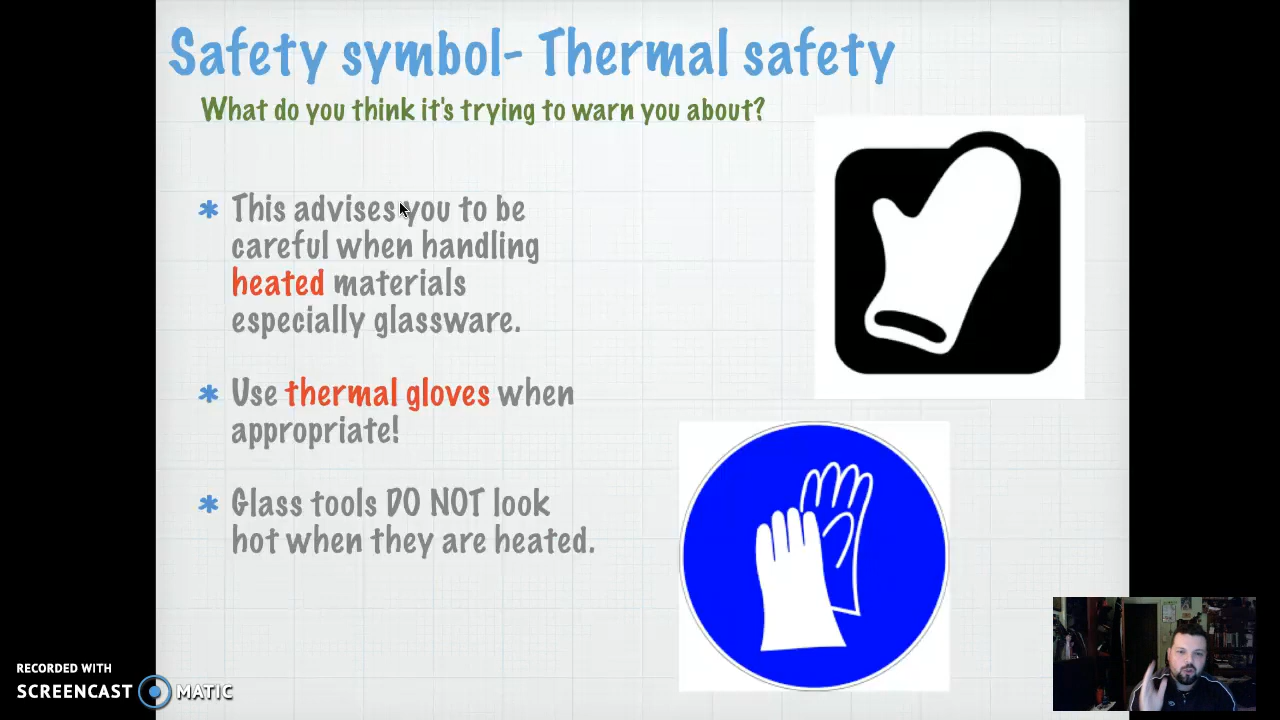 Safety symbol- Thermal safety
What do you think it's trying to warn you about?
* This advises you to be
careful when handling
heated materials
especially glassware.
* Use thermal gloves when
appropriate!
* Glass tools DO NOT look
hot when they are heated.
RECORDED WITH
SCREENCAST MATIC